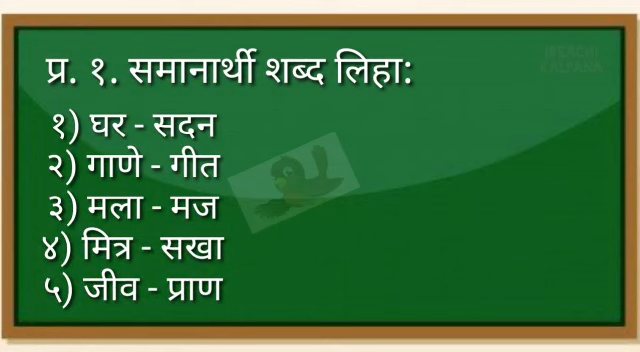 प्र. १. समानार्थी शब्द लिहा:
१) घर - सदन
२) गाणे - गीत
३) मला - मज
४) मित्र - सखा
५) जीव - प्राण